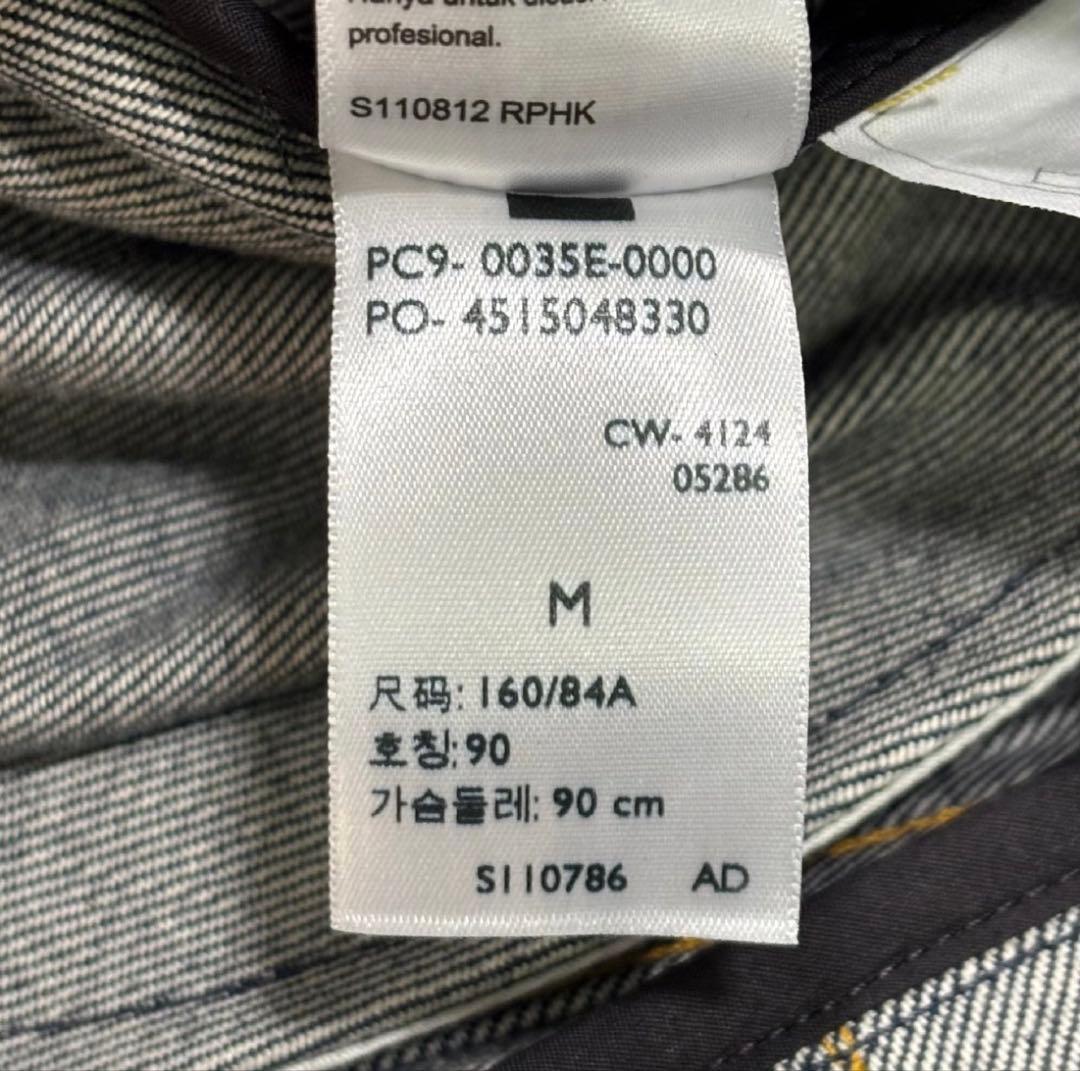 profesional.
S110812 RPHK
PC9- 0035E-0000
PO- 4515048330
CW- 4124
05286
M
尺码: 160/84A
호칭: 90
가슴둘레: 90 cm
S110786 AD